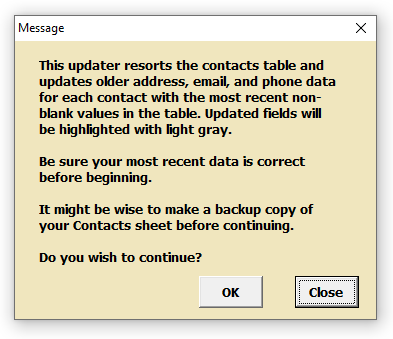 Message
This updater resorts the contacts table and
updates older address, email, and phone data
for each contact with the most recent non-
blank values in the table. Updated fields will
be highlighted with light gray.
Be sure your most recent data is correct
before beginning.
It might be wise to make a backup copy of
your Contacts sheet before continuing.
Do you wish to continue?
OK Close